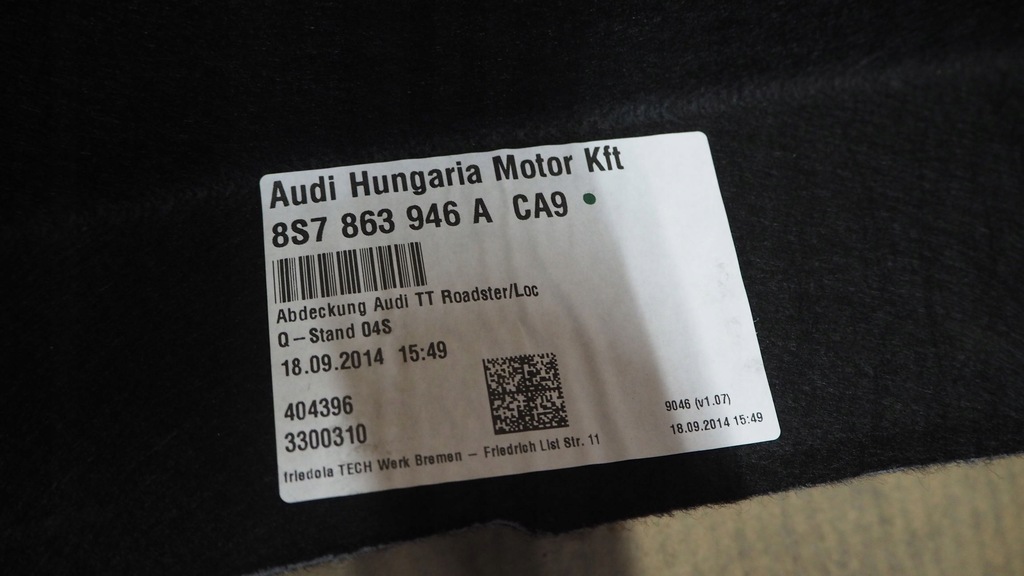 Audi Hungaria Motor Kft
8S7 863 946 A CA9
Abdeckung Audi TT Roadster/Loc
Q – Stand 04S
18.09.2014 15:49
404396
3300310
9046 (v1.07)
18.09.2014 15:49
friedola TECH Werk Bremen – Friedrich List Str. 11